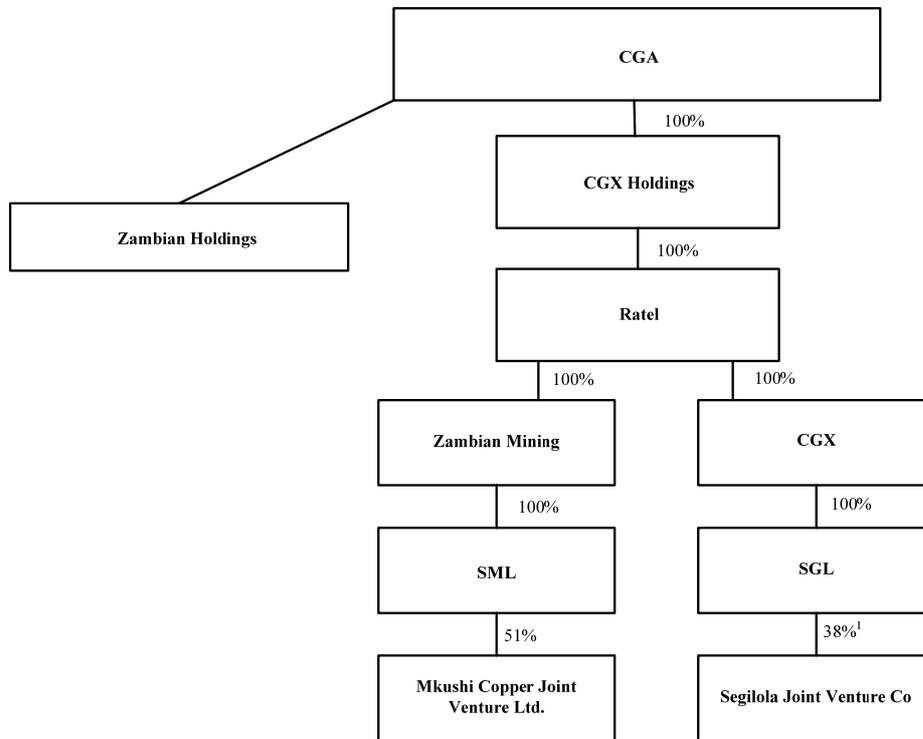 CGA
100%
CGX Holdings
Zambian Holdings
100%
Ratel
100%
100%
Zambian Mining
CGX
100%
100%
SML
SGL
51%
38%¹
Mkushi Copper Joint
Venture Ltd.
Segilola Joint Venture Co